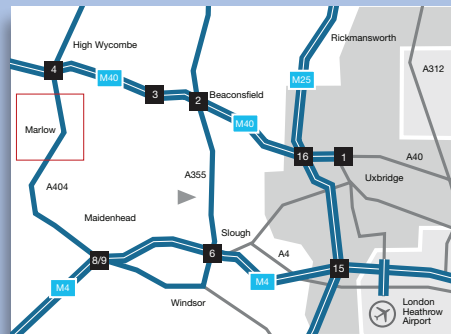 High Wycombe
Rickmansworth
A312
4
M40
3
2
Beaconsfield
M25
M40
Marlow
16
1
A40
Uxbridge
A355
A404
Maidenhead
Slough
8/9
6
A4
15
M4
M4
Windsor
London
Heathrow
Airport